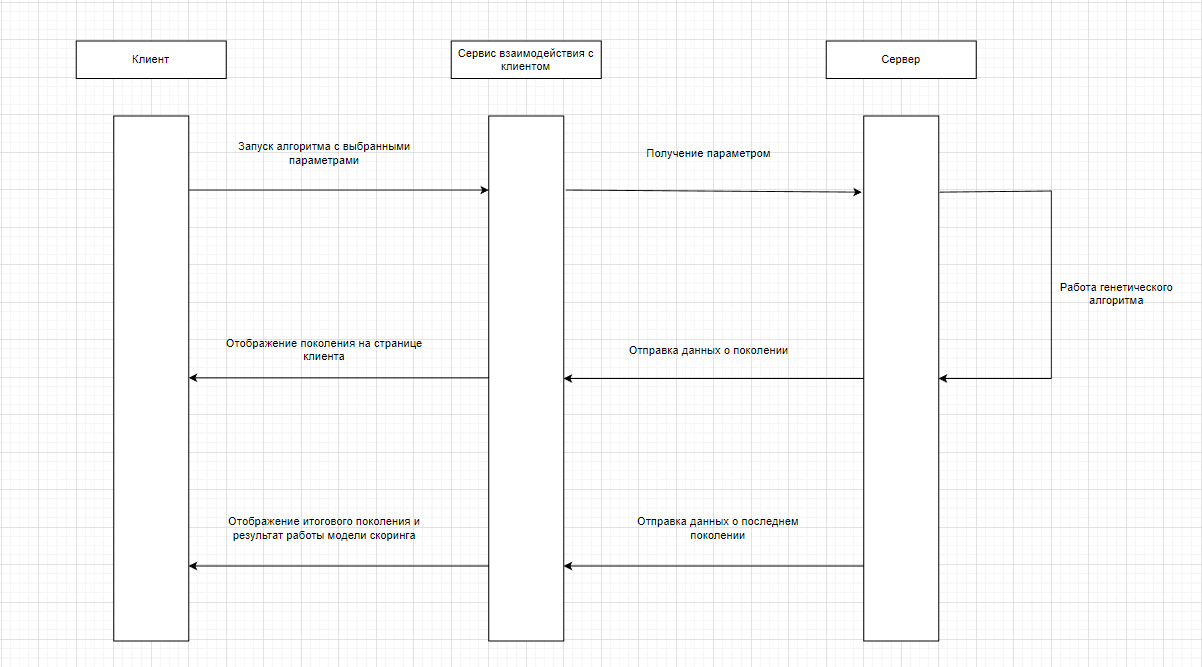 Клиент
Сервис взаимодействия с
клиентом
Сервер
Запуск алгоритма с выбранными
параметрами
Получение параметром
Работа генетического
алгоритма
Отображение поколения на странице
клиента
Отправка данных о поколении
Отображение итогового поколения и
результат работы модели скоринга
Отправка данных о последнем
поколении